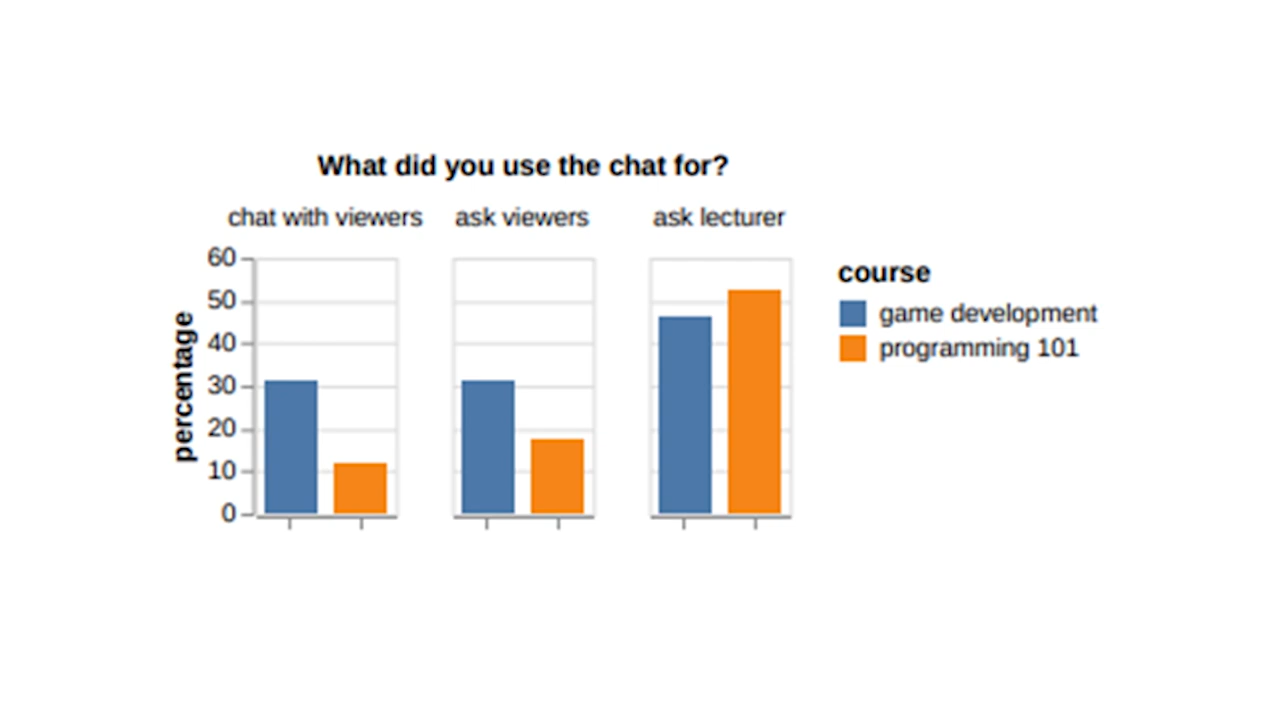 What did you use the chat for?
chat with viewers ask viewers ask lecturer
60
50
40
30
20
10
0
percentage
course
game development
programming 101